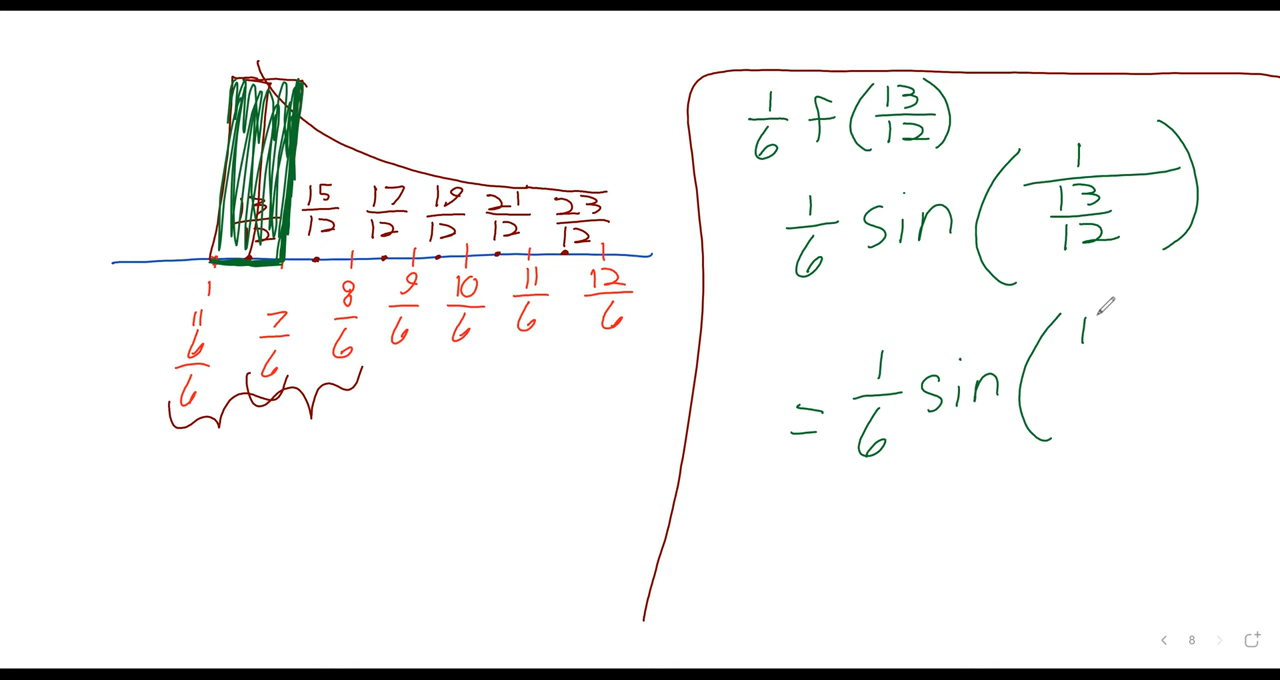 13/12 15/12 17/12 19/12 21/12 23/12
1 = 6/6 7/6 8/6 9/6 10/6 11/6 12/6
1/6 f(13/12)
1/6 sin(1/(13/12))
= 1/6 sin(1
8